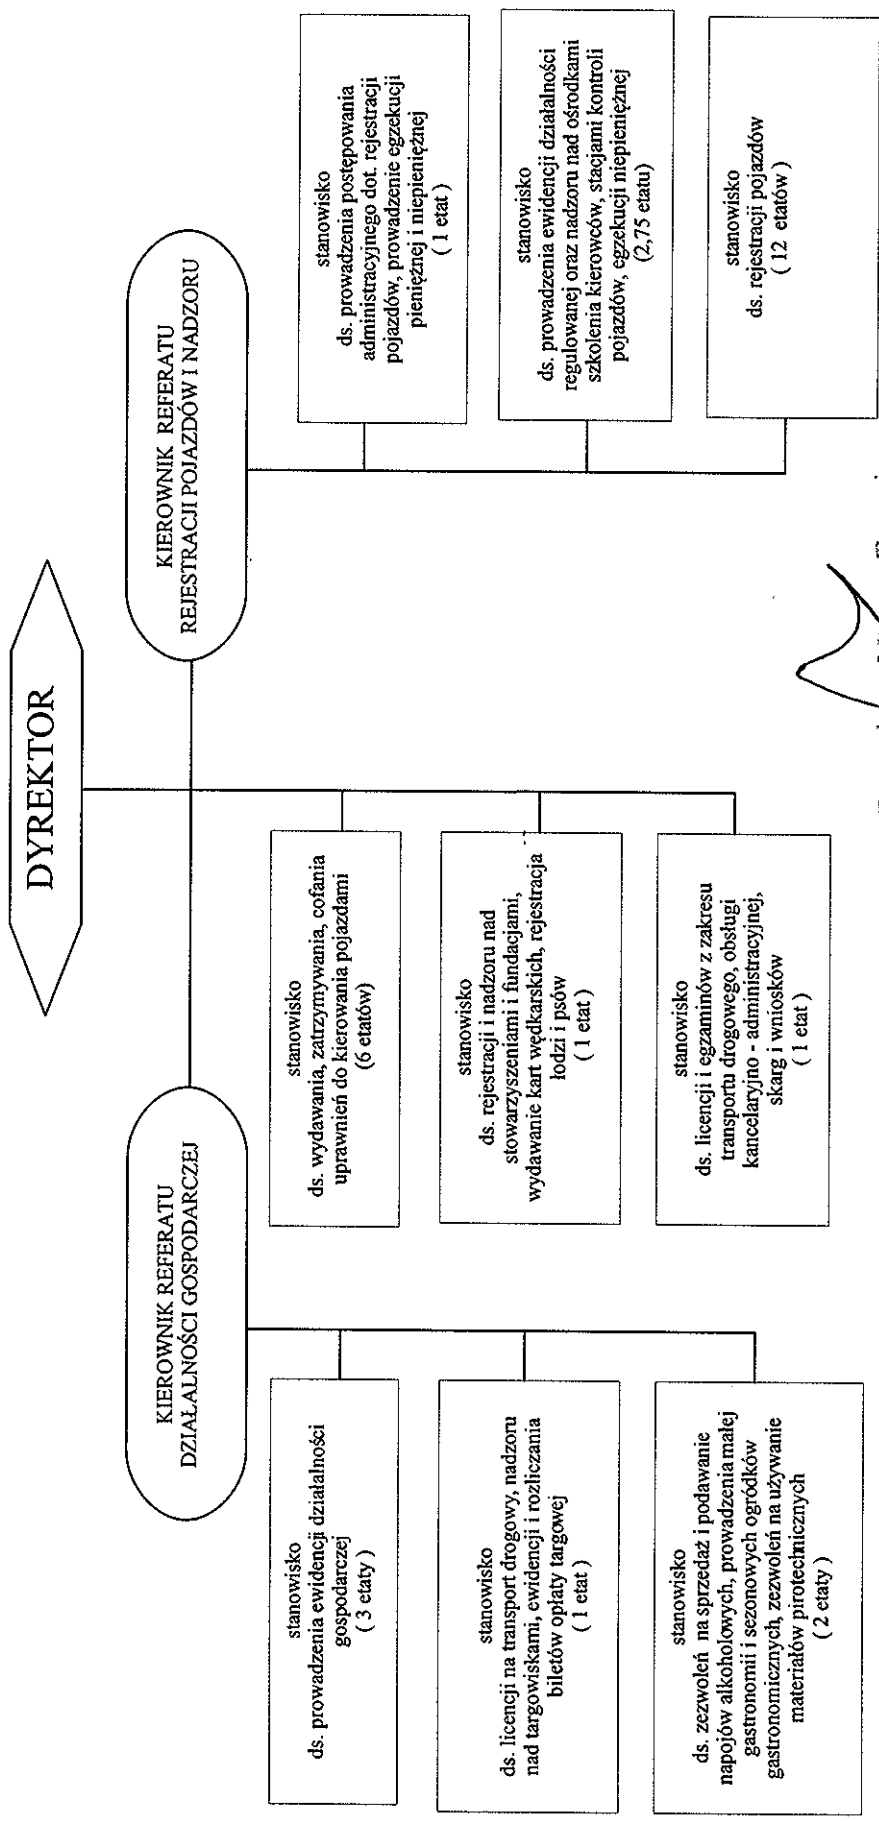 DYREKTOR
KIEROWNIK REFERATU
DZIAŁALNOŚCI GOSPODARCZEJ
KIEROWNIK REFERATU
REJESTRACJI POJAZDÓW I NADZORU
stanowisko
ds. prowadzenia ewidencji działalności
gospodarczej
( 3 etaty )
stanowisko
ds. licencji na transport drogowy, nadzoru
nad targowiskami, ewidencji i rozliczania
biletów opłaty targowej
( 1 etat )
stanowisko
ds. zezwoleń na sprzedaż i podawanie
napojów alkoholowych, prowadzenia małej
gastronomii i sezonowych ogródków
gastronomicznych, zezwoleń na używanie
materiałów pirotechnicznych
( 2 etaty )
stanowisko
ds. wydawania, zatrzymywania, cofania
uprawnień do kierowania pojazdami
(6 etatów)
stanowisko
ds. rejestracji i nadzoru nad
stowarzyszeniami i fundacjami,
wydawanie kart wędkarskich, rejestracja
łodzi i psów
( 1 etat )
stanowisko
ds. licencji i egzaminów z zakresu
transportu drogowego, obsługi
kancelaryjno - administracyjnej,
skarg i wniosków
( 1 etat )
stanowisko
ds. prowadzenia postępowania
administracyjnego dot. rejestracji
pojazdów, prowadzenie egzekucji
pieniężnej i niepieniężnej
( 1 etat )
stanowisko
ds. prowadzenia ewidencji działalności
regulowanej oraz nadzoru nad ośrodkami
szkolenia kierowców, stacjami kontroli
pojazdów, egzekucji niepieniężnej
(2,75 etatu)
stanowisko
ds. rejestracji pojazdów
( 12 etatów )